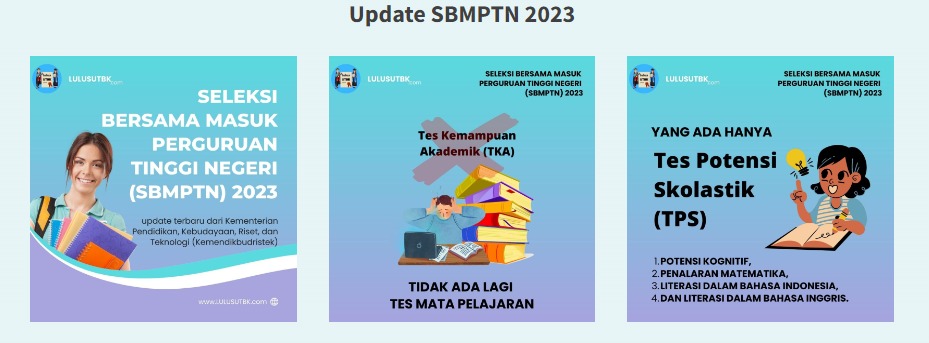 Update SBMPTN 2023
LULUSUTBK.com
SELEKSI
BERSAMA MASUK
PERGURUAN
TINGGI NEGERI
(SBMPTN) 2023
update terbaru dari Kementerian
Pendidikan, Kebudayaan, Riset, dan
Teknologi (Kemendikbudristek)
www.LULUSUTBK.com
LULUSUTBK.com
SELEKSI BERSAMA MASUK
PERGURUAN TINGGI NEGERI
(SBMPTN) 2023
Tes Kemampuan
Akademik (TKA)
TIDAK ADA LAGI
TES MATA PELAJARAN
LULUSUTBK.com
SELEKSI BERSAMA MASUK
PERGURUAN TINGGI NEGERI
(SBMPTN) 2023
YANG ADA HANYA
Tes Potensi
Skolastik
(TPS)
1. POTENSI KOGNITIF,
2. PENALARAN MATEMATIKA,
3. LITERASI DALAM BAHASA INDONESIA,
4. DAN LITERASI DALAM BAHASA INGGRIS.